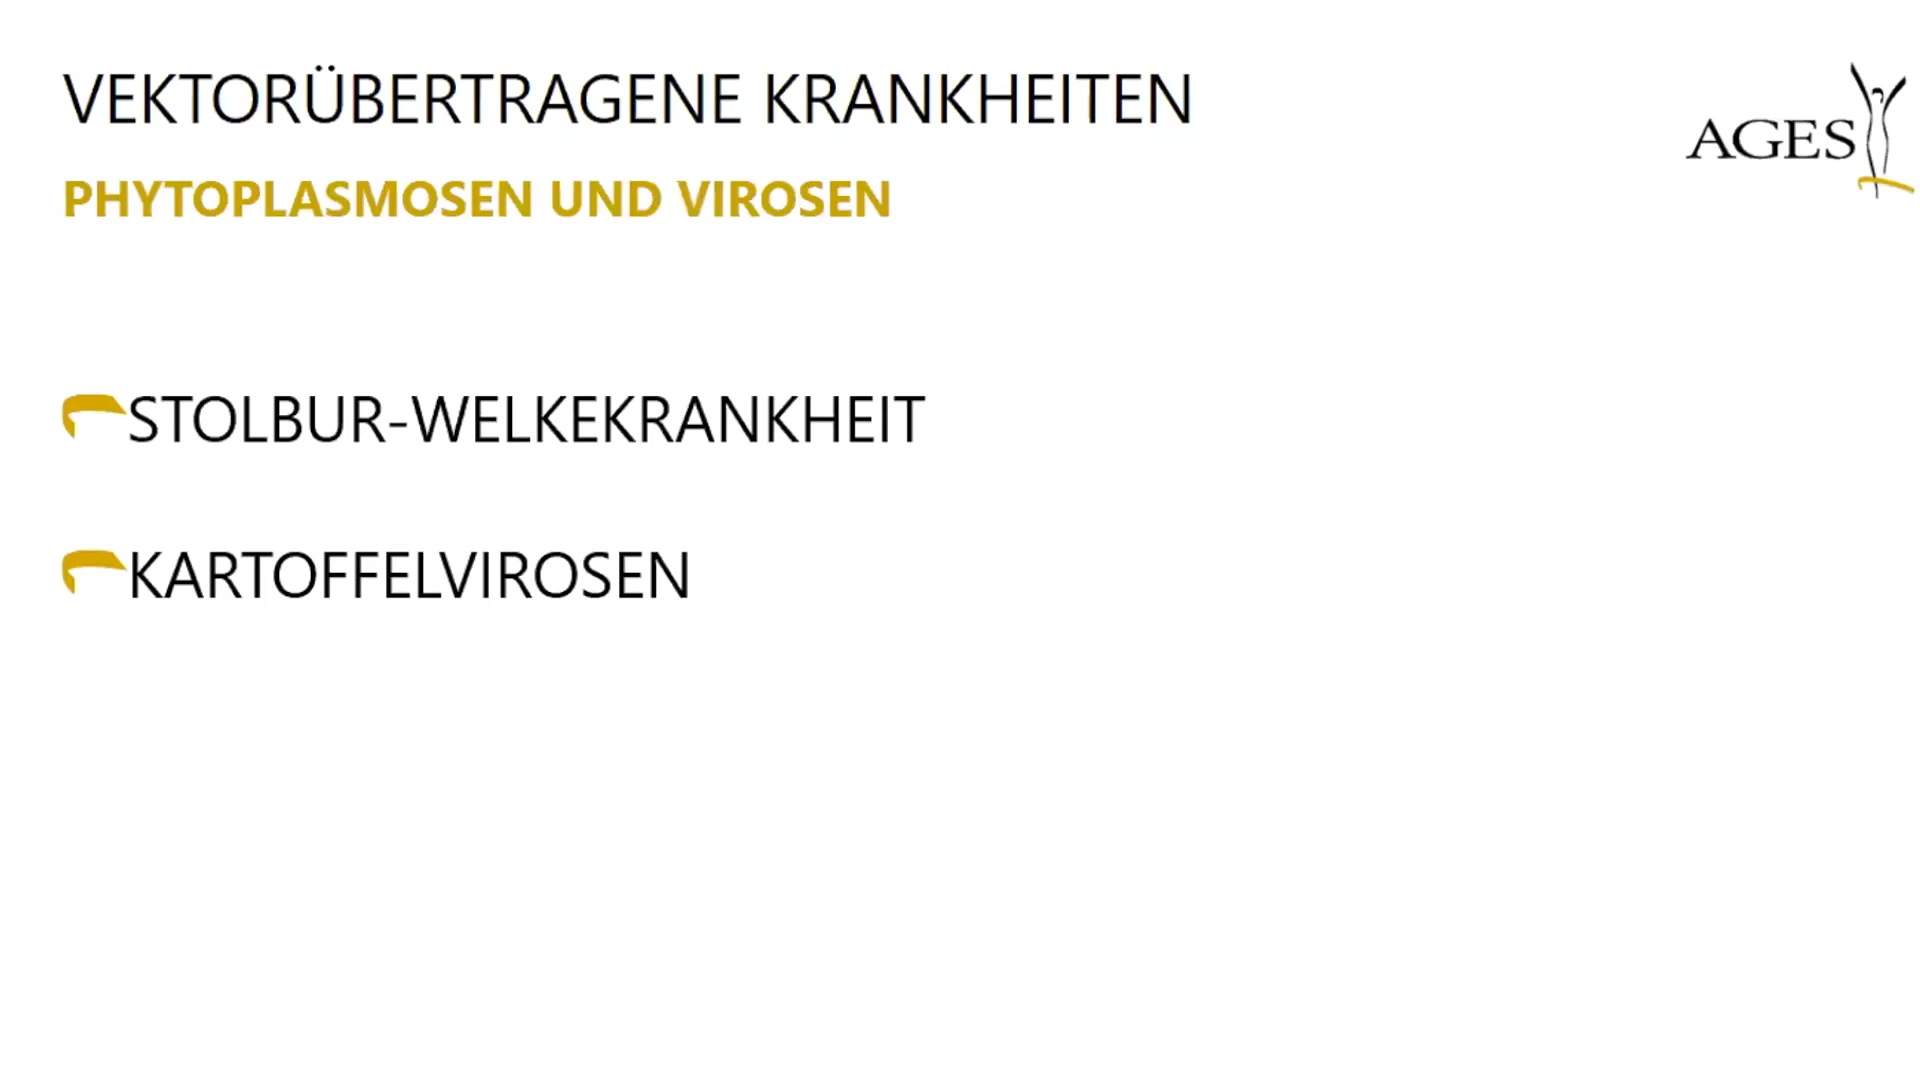 VEKTORÜBERTRAGENE KRANKHEITEN
AGES
PHYTOPLASMOSEN UND VIROSEN
STOLBUR-WELKEKRANKHEIT
KARTOFFELVIROSEN